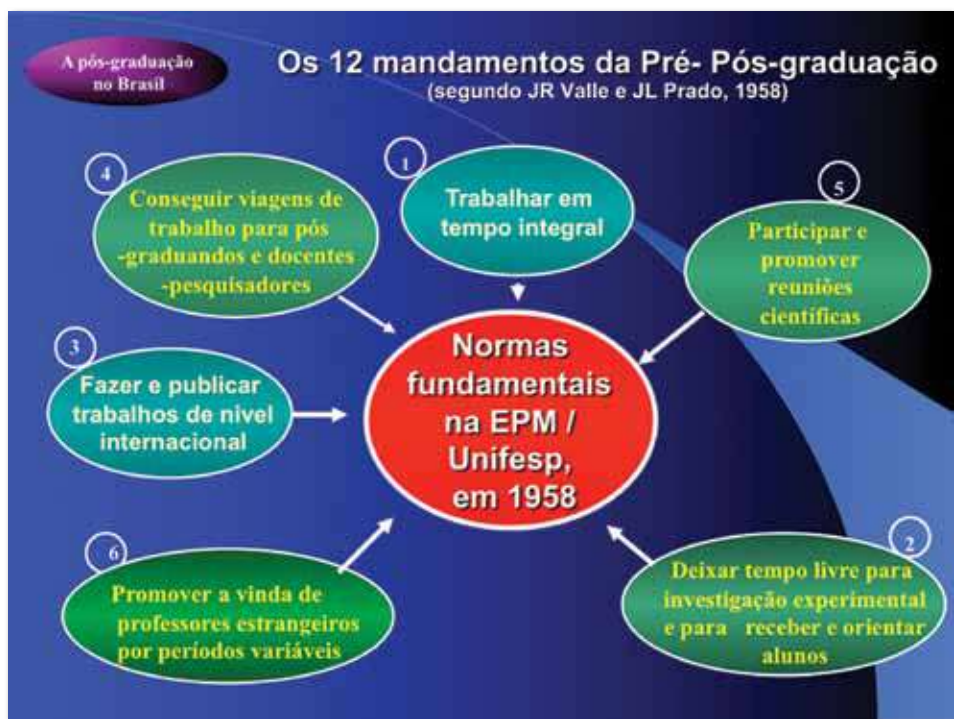 A pós-graduação
no Brasil
Os 12 mandamentos da Pré- Pós-graduação
(segundo JR Valle e JL Prado, 1958)
1
Trabalhar em
tempo integral
4
Conseguir viagens de
trabalho para pós
-graduandos e docentes
-pesquisadores
5
Participar e
promover
reuniões
científicas
3
Fazer e publicar
trabalhos de nivel
internacional
Normas
fundamentais
na EPM /
Unifesp,
em 1958
6
Promover a vinda de
professores estrangeiros
por períodos variáveis
2
Deixar tempo livre para
investigação experimental
e para receber e orientar
alunos